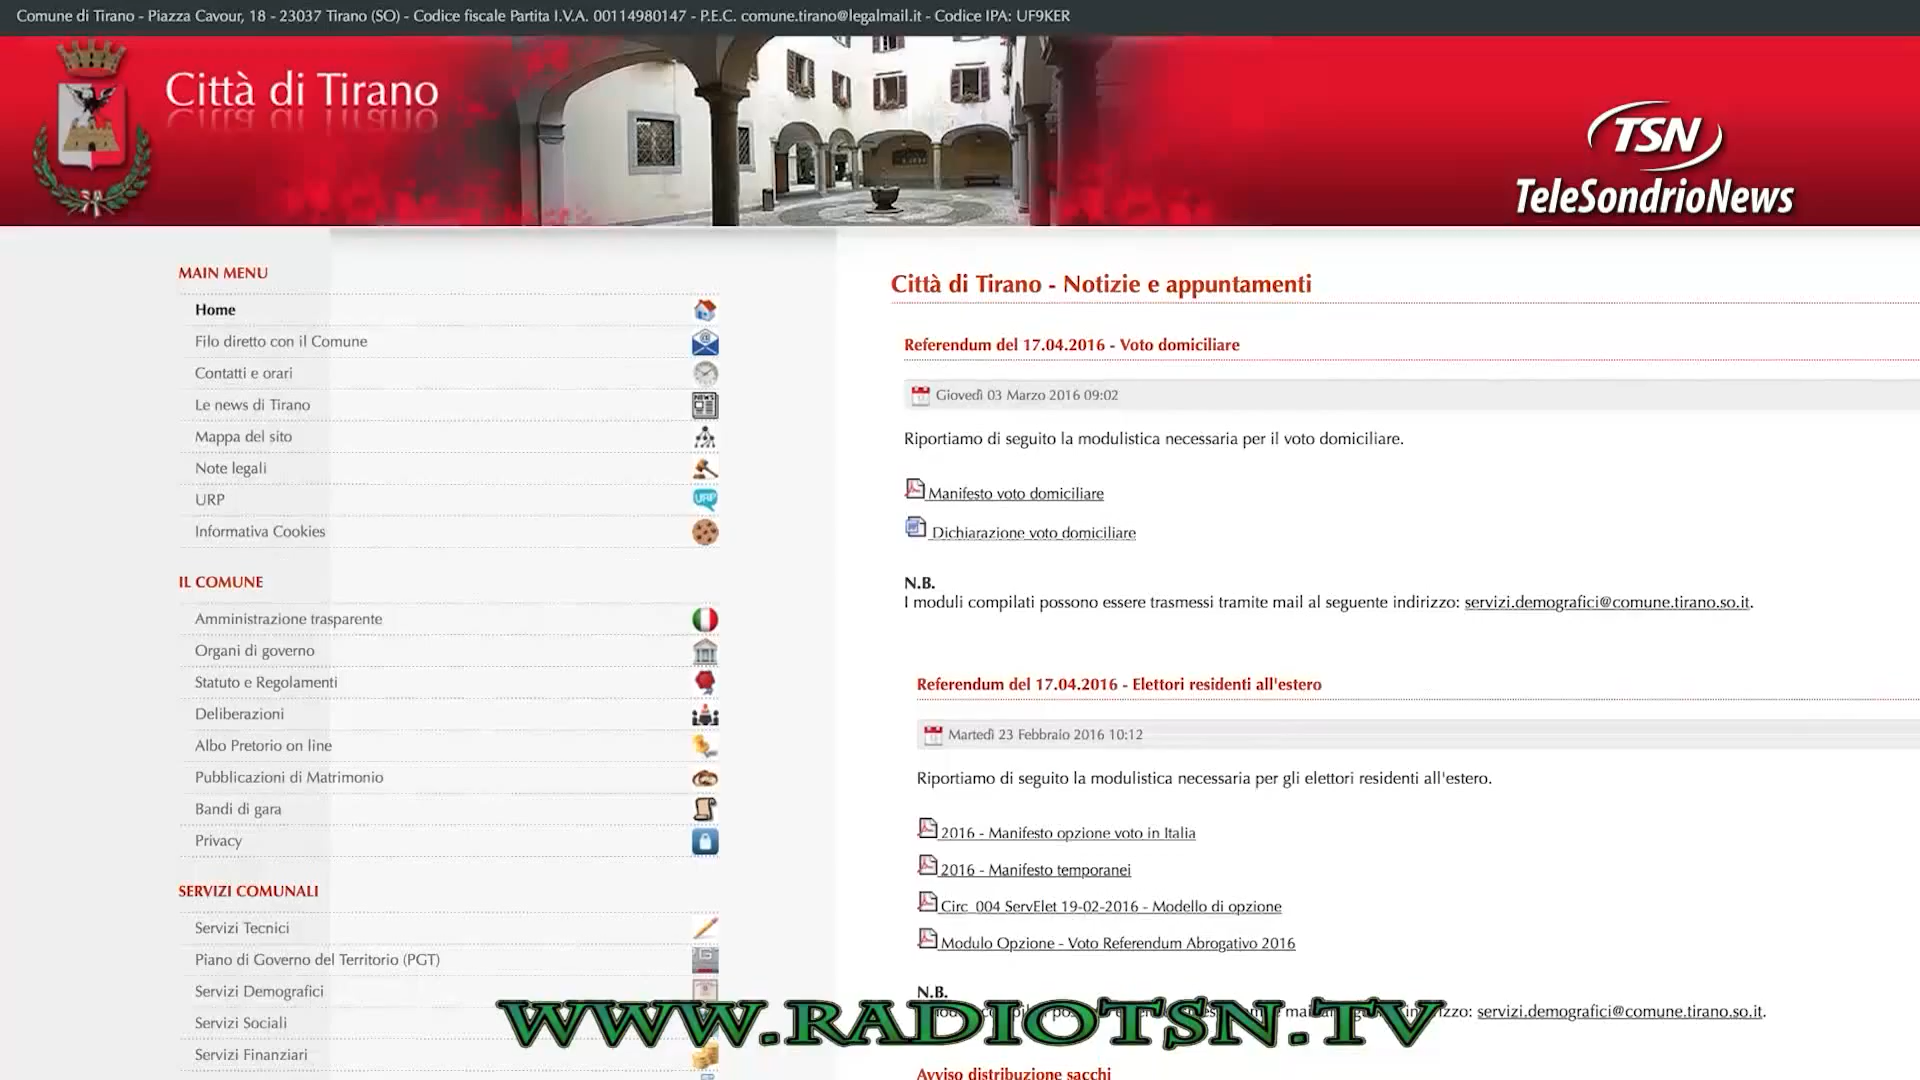 Comune di Tirano - Piazza Cavour, 18 - 23037 Tirano (SO) - Codice fiscale Partita I.V.A. 00114980147 - P.E.C. comune.tirano@legalmail.it - Codice IPA: UF9KER
Città di Tirano
TSN
TeleSondrioNews
MAIN MENU
Home
Filo diretto con il Comune
Contatti e orari
Le news di Tirano
Mappa del sito
Note legali
URP
Informativa Cookies
IL COMUNE
Amministrazione trasparente
Organi di governo
Statuto e Regolamenti
Deliberazioni
Albo Pretorio on line
Pubblicazioni di Matrimonio
Bandi di gara
Privacy
SERVIZI COMUNALI
Servizi Tecnici
Piano di Governo del Territorio (PGT)
Servizi Demografici
Servizi Sociali
Servizi Finanziari
Città di Tirano - Notizie e appuntamenti
Referendum del 17.04.2016 - Voto domiciliare
Giovedì 03 Marzo 2016 09:02
Riportiamo di seguito la modulistica necessaria per il voto domiciliare.
Manifesto voto domiciliare
Dichiarazione voto domiciliare
N.B.
I moduli compilati possono essere trasmessi tramite mail al seguente indirizzo: servizi.demografici@comune.tirano.so.it.
Referendum del 17.04.2016 - Elettori residenti all'estero
Martedì 23 Febbraio 2016 10:12
Riportiamo di seguito la modulistica necessaria per gli elettori residenti all'estero.
2016 - Manifesto opzione voto in Italia
2016 - Manifesto temporanei
Circ_004 ServElet 19-02-2016 - Modello di opzione
Modulo Opzione - Voto Referendum Abrogativo 2016
N.B.
servizi.demografici@comune.tirano.so.it.
WWW.RADIOTSN.TV
Avviso distribuzione sacchi